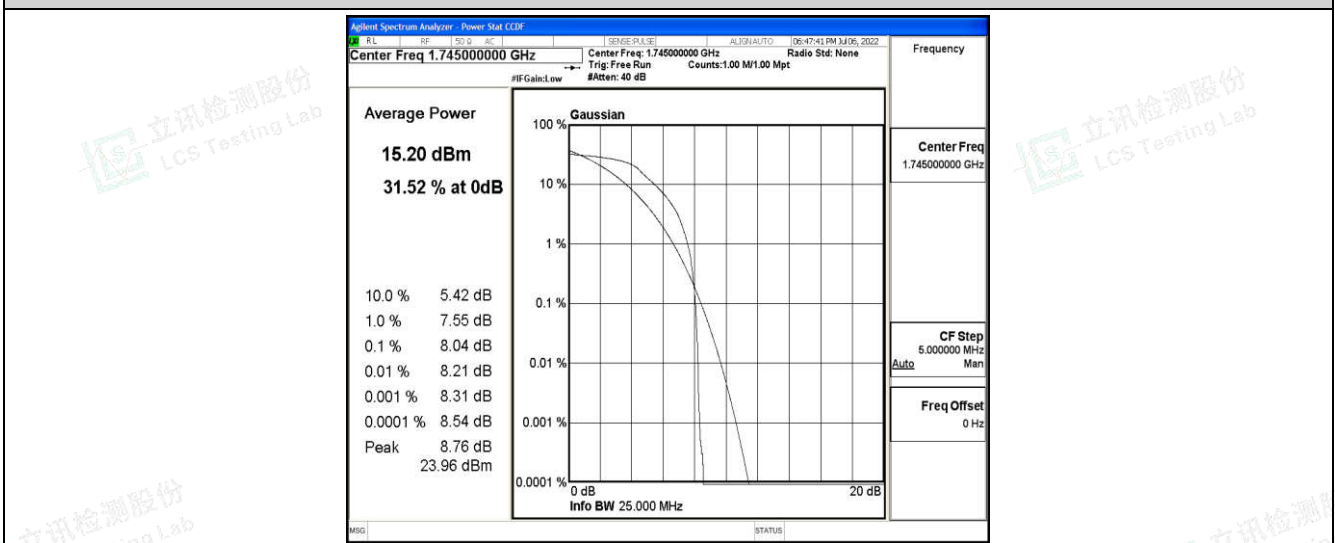 Agilent Spectrum Analyzer - Power Stat CCDF
RL RF 50 Ω AC SENSE:PULSE ALIGNAUTO 06:47:41 PM Jul 06, 2022
Center Freq 1.745000000 GHz
Center Freq: 1.745000000 GHz Radio Std: None
Trig: Free Run Counts:1.00 M/1.00 Mpt
#IFGain:Low #Atten: 40 dB
Frequency
Average Power
15.20 dBm
31.52 % at 0dB
10.0 % 5.42 dB
1.0 % 7.55 dB
0.1 % 8.04 dB
0.01 % 8.21 dB
0.001 % 8.31 dB
0.0001 % 8.54 dB
Peak 8.76 dB
23.96 dBm
Gaussian
100 %
10 %
1 %
0.1 %
0.01 %
0.001 %
0.0001 %
0 dB 20 dB
Info BW 25.000 MHz
Center Freq
1.745000000 GHz
CF Step
5.000000 MHz
Auto Man
Freq Offset
0 Hz
MSG STATUS
立讯检测股份
LCS Testing Lab
立讯检测股份
LCS Testing Lab
立讯检测股份
立讯检测